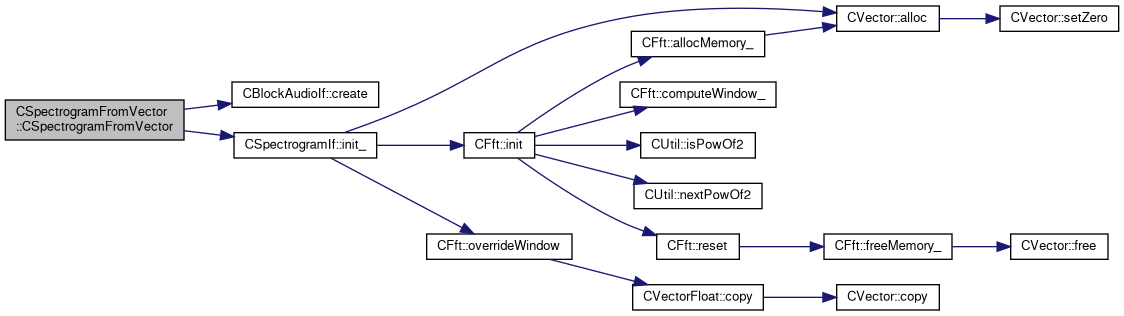 CSpectrogramFromVector
::CSpectrogramFromVector
CBlockAudioIf::create
CSpectrogramIf::init_
CVector::alloc
CVector::setZero
CFft::init
CFft::allocMemory_
CFft::computeWindow_
CUtil::isPowOf2
CUtil::nextPowOf2
CFft::reset
CFft::freeMemory_
CVector::free
CFft::overrideWindow
CVectorFloat::copy
CVector::copy